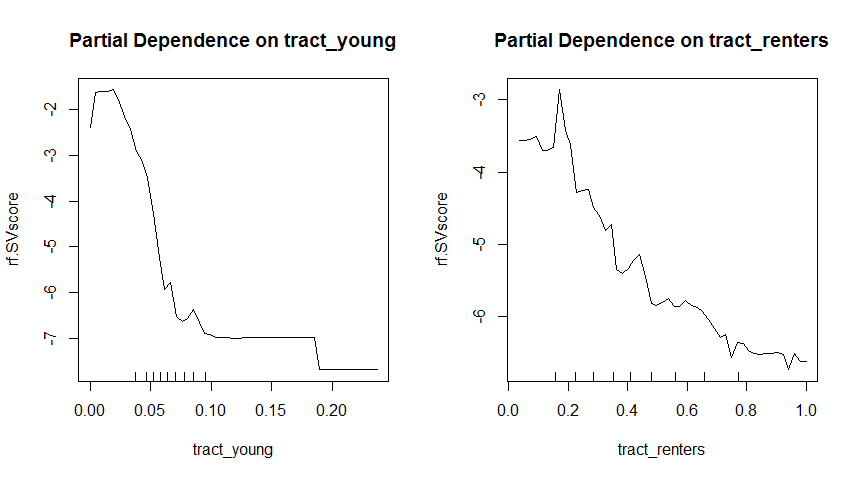 Partial Dependence on tract_young
rf.SVscore
-2
-3
-4
-5
-6
-7
0.00 0.05 0.10 0.15 0.20
tract_young
Partial Dependence on tract_renters
rf.SVscore
-3
-4
-5
-6
0.0 0.2 0.4 0.6 0.8 1.0
tract_renters